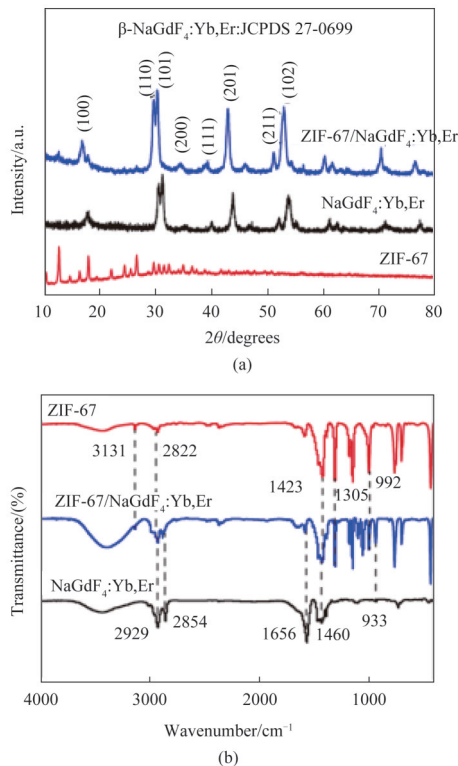 β-NaGdF₄:Yb,Er:JCPDS 27-0699
(100)
(110)
(101)
(200)
(111)
(201)
(211)
(102)
ZIF-67/NaGdF₄:Yb,Er
NaGdF₄:Yb,Er
ZIF-67
Intensity/a.u.
10 20 30 40 50 60 70 80
2θ/degrees
(a)
ZIF-67
3131 2822
1423 1305 992
ZIF-67/NaGdF₄:Yb,Er
NaGdF₄:Yb,Er
2929 2854 1656 1460 933
Transmittance/(%)
4000 3000 2000 1000
Wavenumber/cm⁻¹
(b)